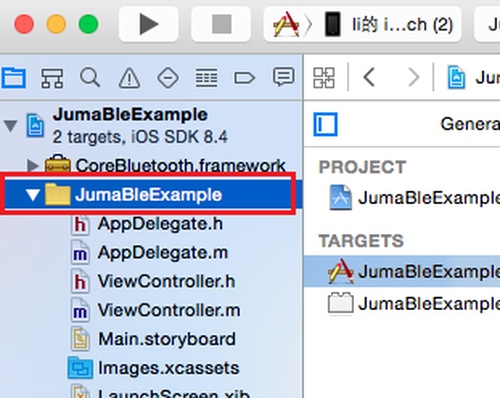 li的 i...ch (2)
JumaBleExample
2 targets, iOS SDK 8.4
CoreBluetooth.framework
JumaBleExample
AppDelegate.h
AppDelegate.m
ViewController.h
ViewController.m
Main.storyboard
Images.xcassets
LaunchScreen.xib
Genera
PROJECT
JumaBleExample
TARGETS
JumaBleExample
JumaBleExample